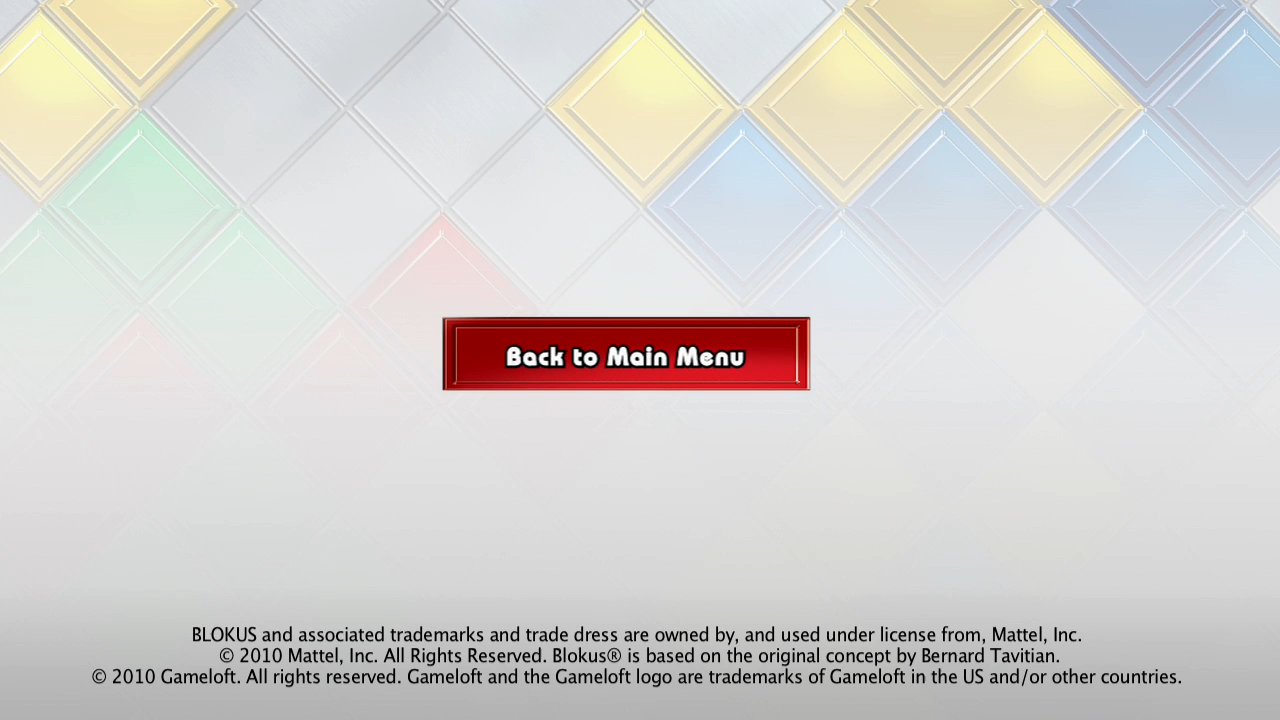 Back to Main Menu
BLOKUS and associated trademarks and trade dress are owned by, and used under license from, Mattel, Inc.
© 2010 Mattel, Inc. All Rights Reserved. Blokus® is based on the original concept by Bernard Tavitian.
© 2010 Gameloft. All rights reserved. Gameloft and the Gameloft logo are trademarks of Gameloft in the US and/or other countries.